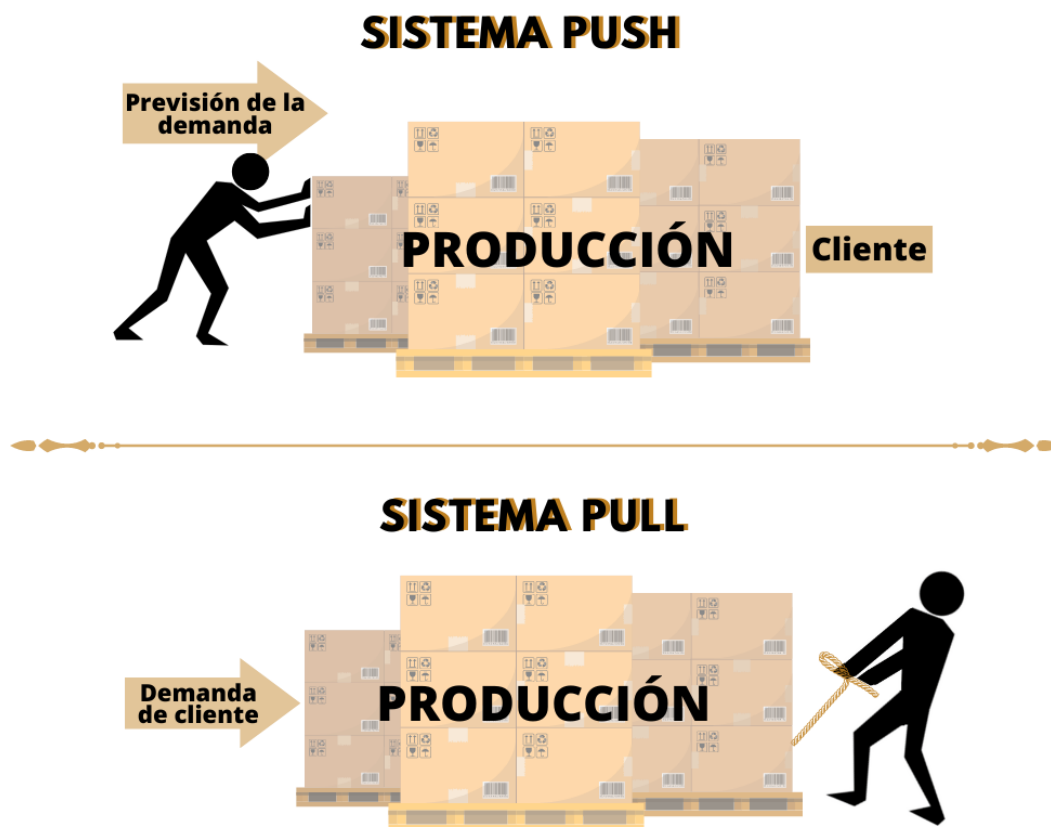 SISTEMA PUSH
Previsión de la
demanda
PRODUCCIÓN
Cliente
SISTEMA PULL
Demanda
de cliente
PRODUCCIÓN